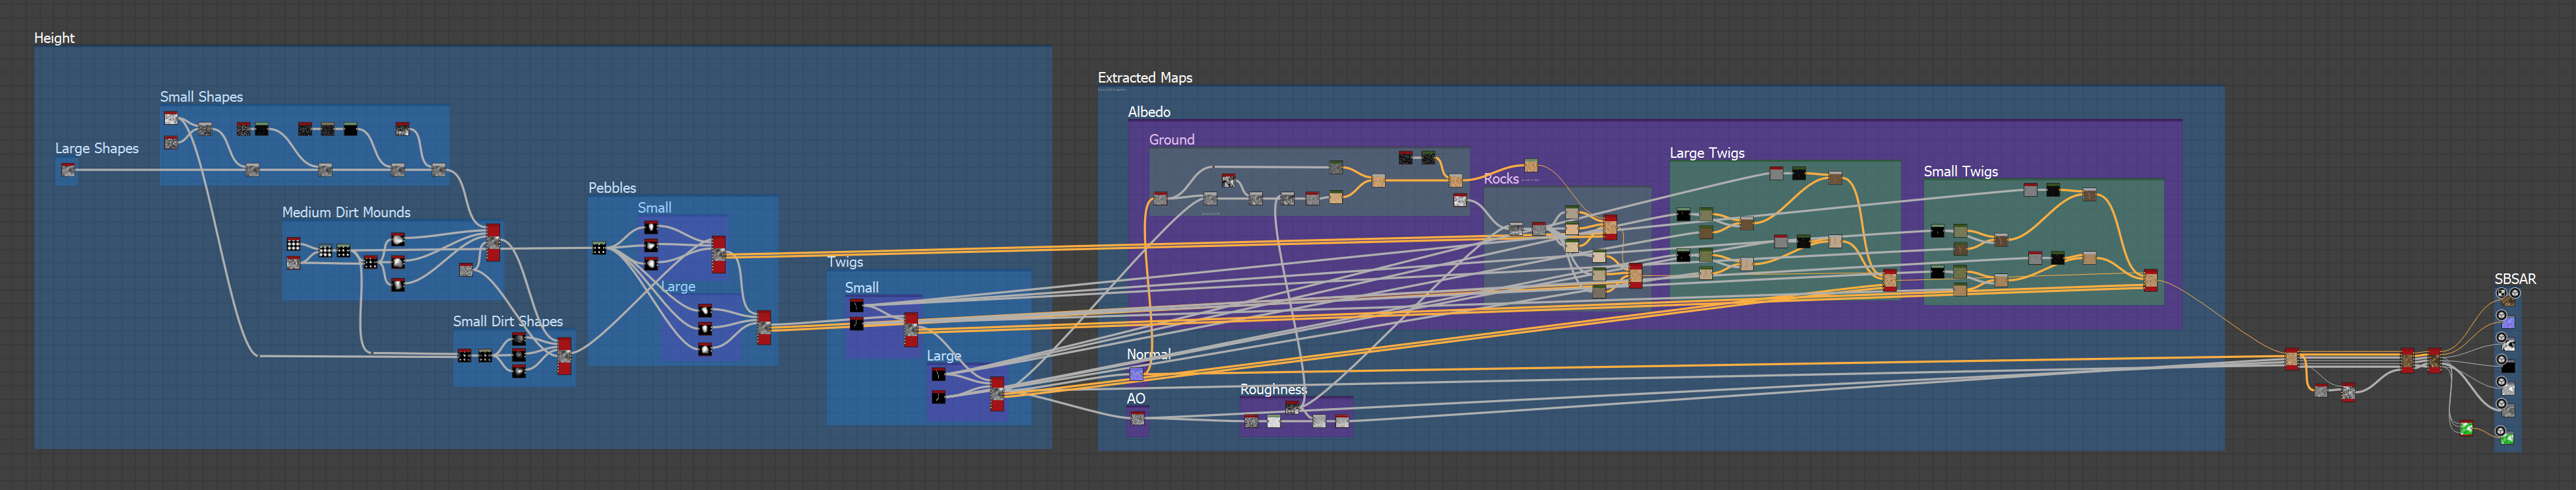 Height
Small Shapes
Large Shapes
Medium Dirt Mounds
Small Dirt Shapes
Pebbles
Small
Large
Twigs
Small
Large
Extracted Maps
Albedo
Ground
Rocks
Large Twigs
Small Twigs
Normal
AO
Roughness
SBSAR